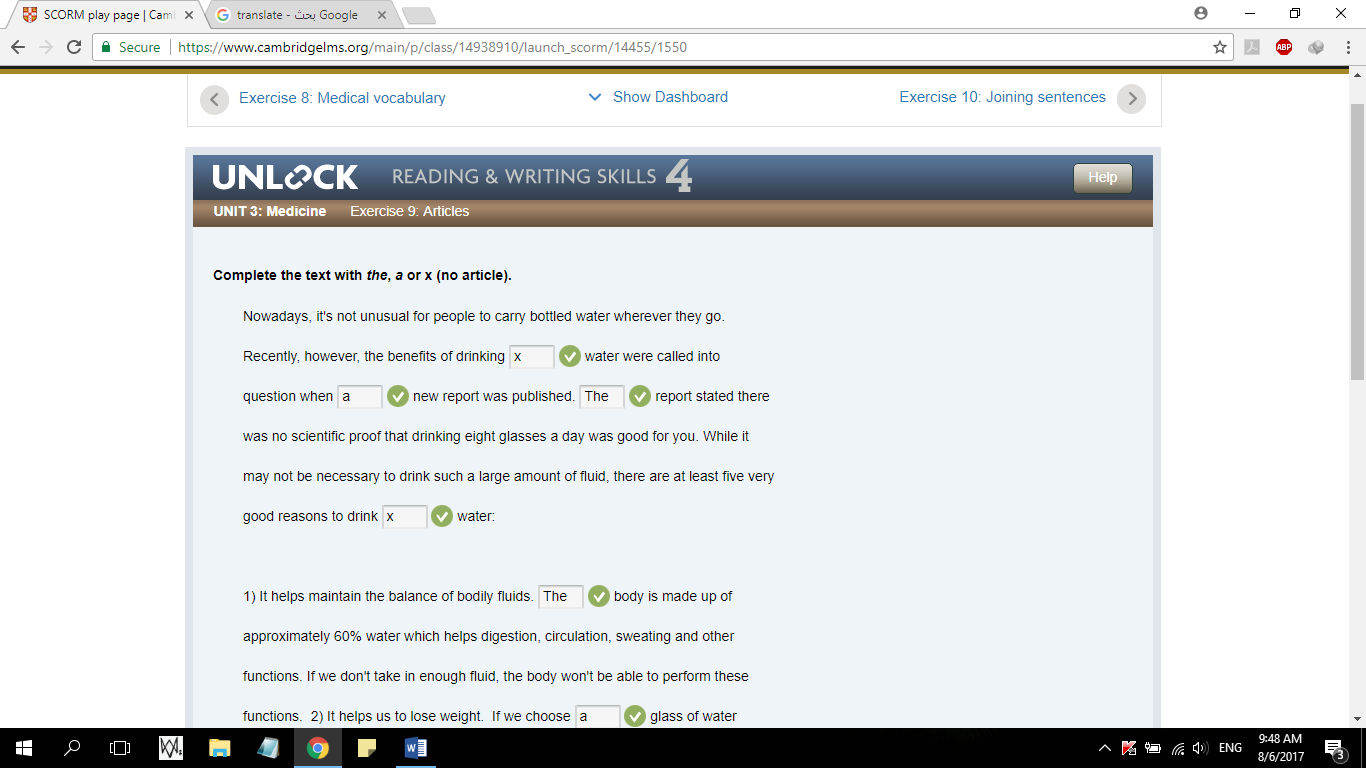 SCORM play page | Cam
translate - بحث Google
Secure
https://www.cambridgelms.org/main/p/class/14938910/launch_scorm/14455/1550
ABP
Exercise 8: Medical vocabulary
Show Dashboard
Exercise 10: Joining sentences
UNLOCK READING & WRITING SKILLS 4
Help
UNIT 3: Medicine Exercise 9: Articles
Complete the text with the, a or x (no article).
Nowadays, it's not unusual for people to carry bottled water wherever they go.
Recently, however, the benefits of drinking x water were called into
question when a new report was published. The report stated there
was no scientific proof that drinking eight glasses a day was good for you. While it
may not be necessary to drink such a large amount of fluid, there are at least five very
good reasons to drink x water:
1) It helps maintain the balance of bodily fluids. The body is made up of
approximately 60% water which helps digestion, circulation, sweating and other
functions. If we don't take in enough fluid, the body won't be able to perform these
functions. 2) It helps us to lose weight. If we choose a glass of water
ENG
9:48 AM
8/6/2017
3